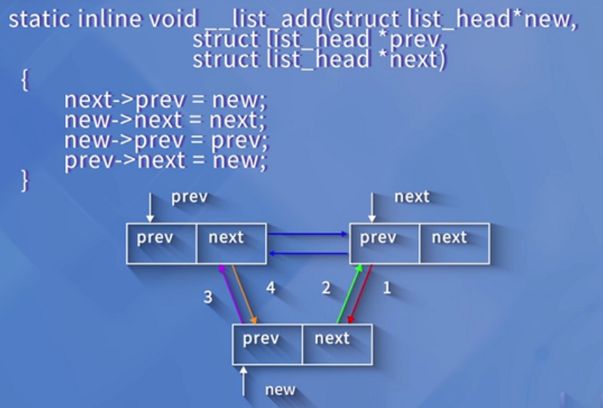 static inline void __list_add(struct list_head*new,
struct list_head *prev,
struct list_head *next)
{
next->prev = new;
new->next = next;
new->prev = prev;
prev->next = new;
}
prev next
prev next prev next
3 4 2 1
prev next
new